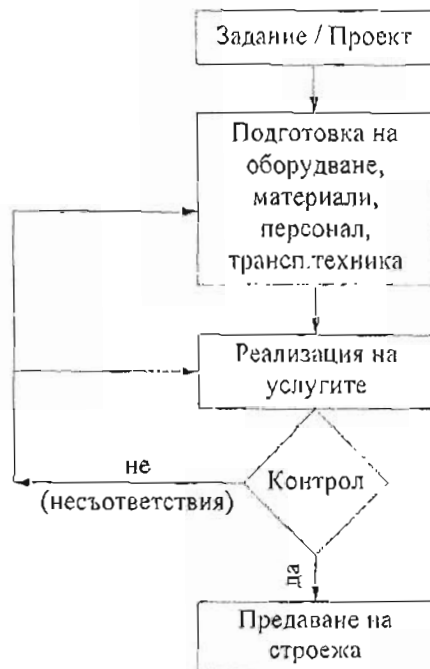 Задание / Проект
Подготовка на
оборудване,
материали,
персонал,
трансп.техника
Реализация на
услугите
Контрол
не
(несъответствия)
да
Предаване на
строежа